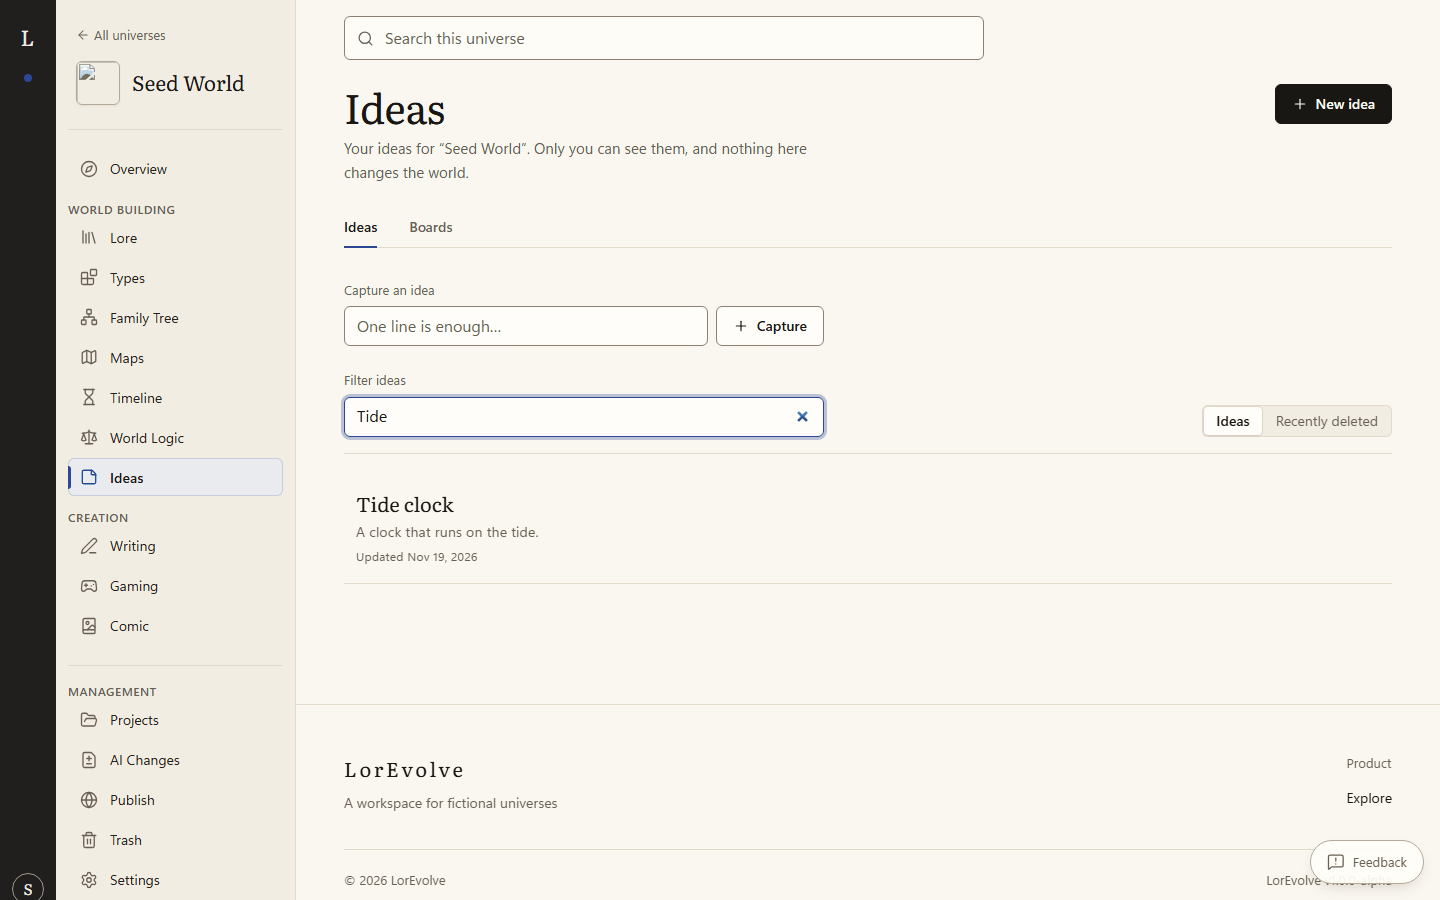 L
All universes
Seed World
Overview
WORLD BUILDING
Lore
Types
Family Tree
Maps
Timeline
World Logic
Ideas
CREATION
Writing
Gaming
Comic
MANAGEMENT
Projects
AI Changes
Publish
Trash
Settings
S
Search this universe
Ideas
New idea
Your ideas for “Seed World”. Only you can see them, and nothing here
changes the world.
Ideas Boards
Capture an idea
One line is enough...
Capture
Filter ideas
Tide
Ideas Recently deleted
Tide clock
A clock that runs on the tide.
Updated Nov 19, 2026
LorEvolve
A workspace for fictional universes
Product
Explore
Feedback
© 2026 LorEvolve
LorEvolve